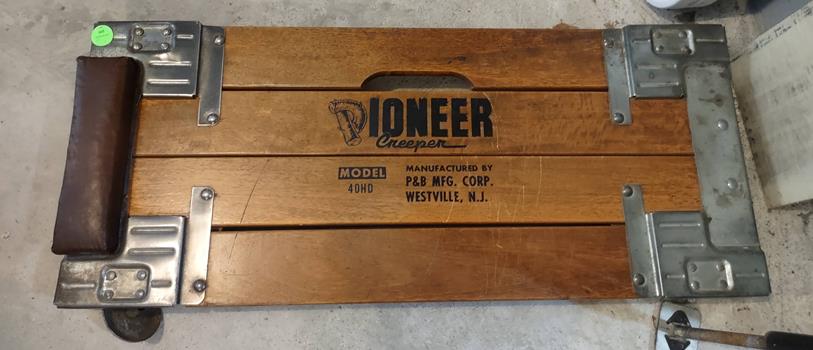 PIONEER
Creeper
MODEL
40HD
MANUFACTURED BY
P&B MFG. CORP.
WESTVILLE, N.J.